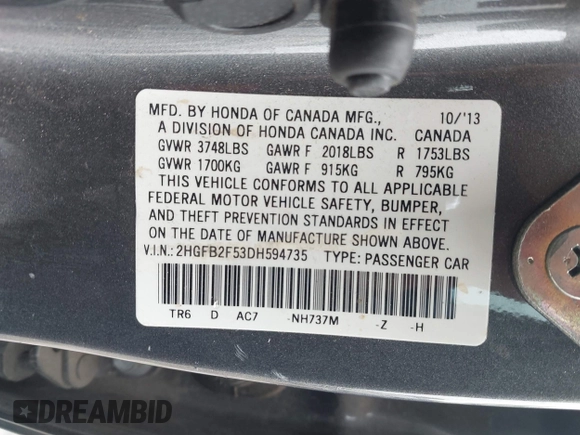 MFD. BY HONDA OF CANADA MFG., 10/'13
A DIVISION OF HONDA CANADA INC. CANADA
GVWR 3748LBS GAWR F 2018LBS R 1753LBS
GVWR 1700KG GAWR F 915KG R 795KG
THIS VEHICLE CONFORMS TO ALL APPLICABLE
FEDERAL MOTOR VEHICLE SAFETY, BUMPER,
AND THEFT PREVENTION STANDARDS IN EFFECT
ON THE DATE OF MANUFACTURE SHOWN ABOVE.
V.I.N.: 2HGFB2F53DH594735 TYPE: PASSENGER CAR
TR6 D AC7 -NH737M -Z -H
DREAMBID